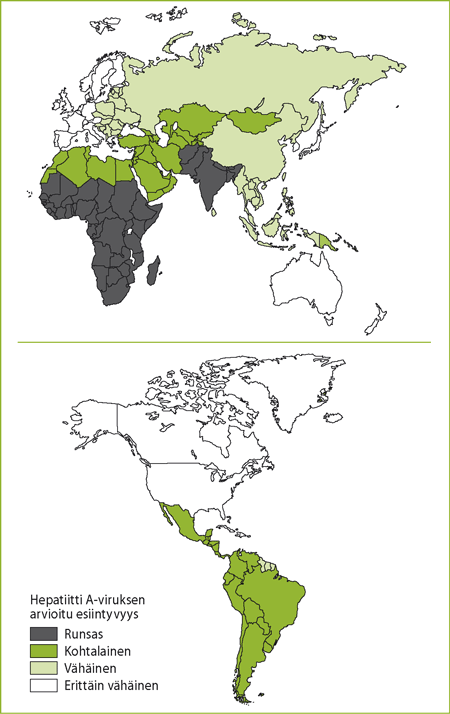 Hepatiitti A-viruksen
arvioitu esiintyvyys
Runsas
Kohtalainen
Vähäinen
Erittäin vähäinen